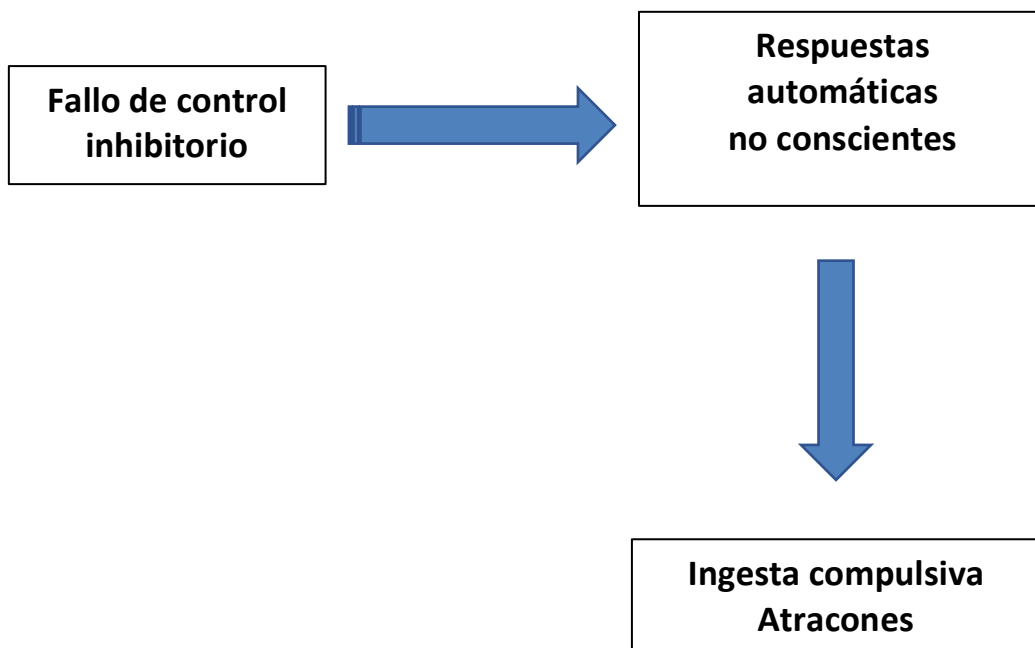 Fallo de control
inhibitorio
Respuestas
automáticas
no conscientes
Ingesta compulsiva
Atracones